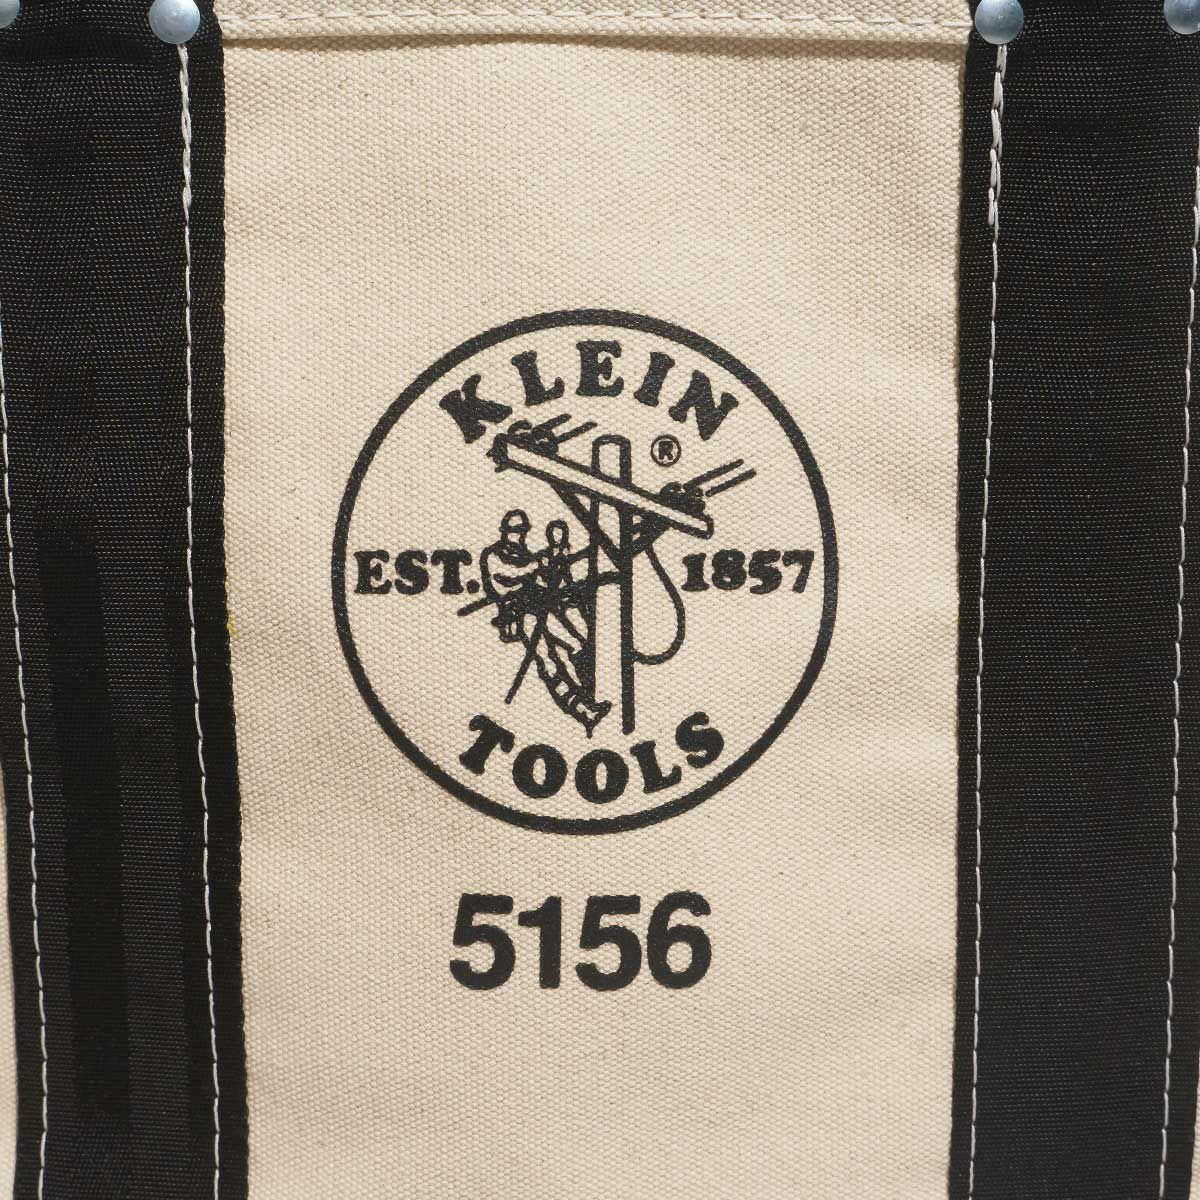 KLEIN
®
EST. 1857
TOOLS
5156